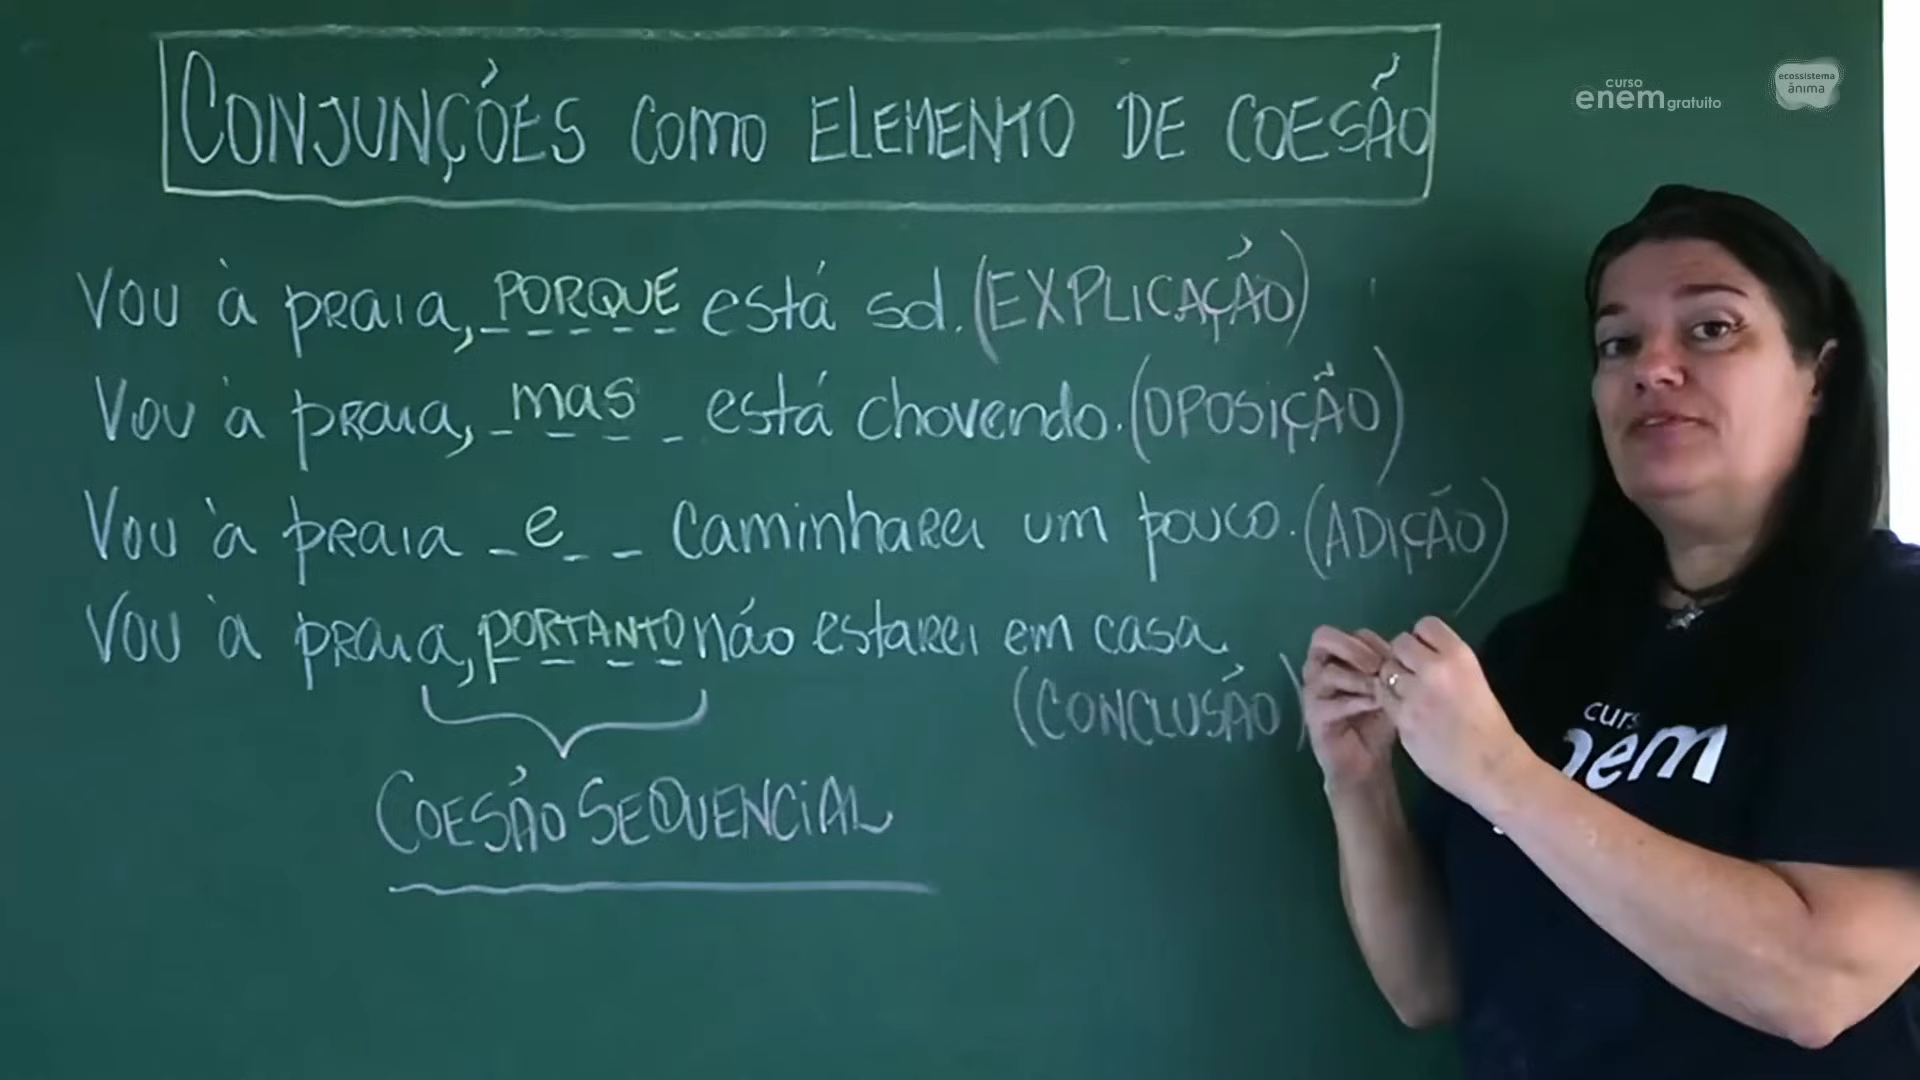 CONJUNÇÕES COMO ELEMENTO DE COESÃO
curso
enem gratuito
ecossistema
ânima
Vou à praia, PORQUE está sol. (EXPLICAÇÃO)
Vou à praia, mas está chovendo. (OPOSIÇÃO)
Vou à praia e caminharei um pouco. (ADIÇÃO)
Vou à praia, PORTANTO não estarei em casa.
(CONCLUSÃO)
COESÃO SEQUENCIAL
curs
enem